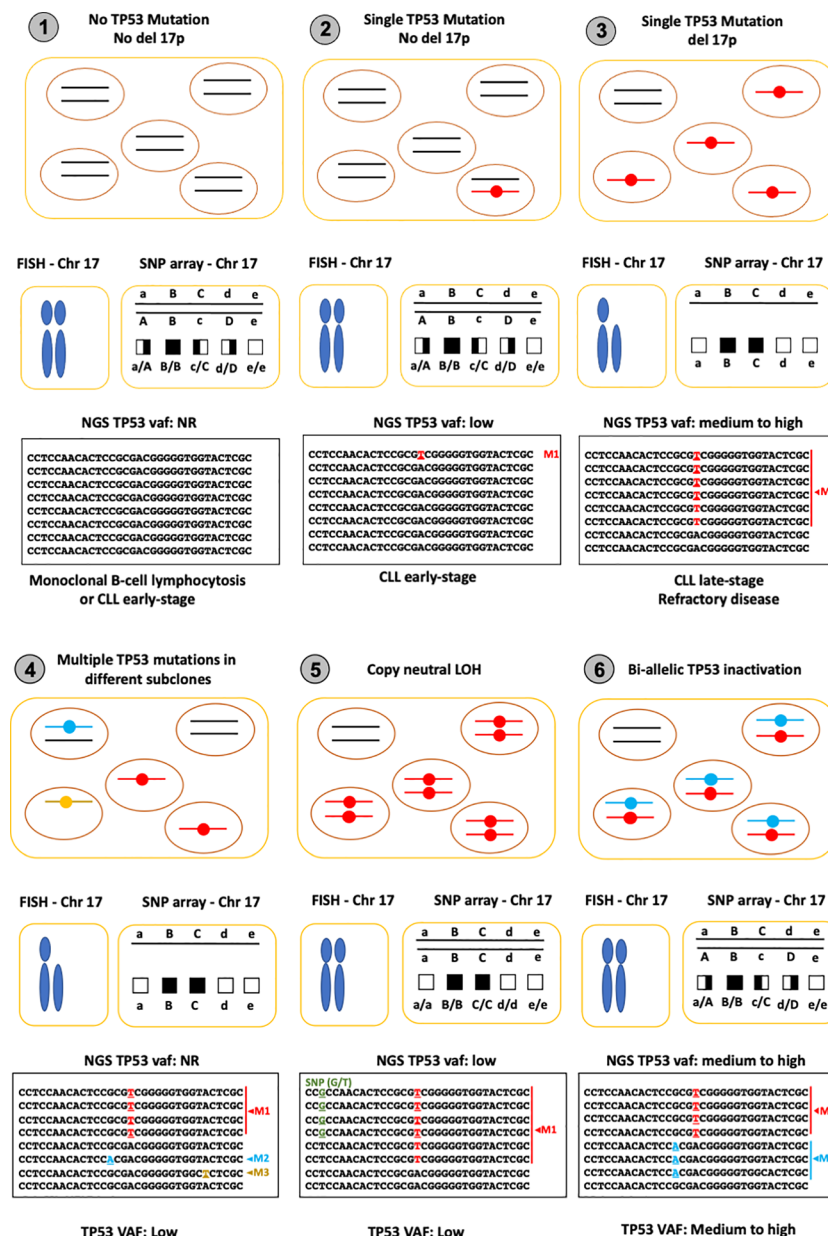 1
No TP53 Mutation
No del 17p
2
Single TP53 Mutation
No del 17p
3
Single TP53 Mutation
del 17p
FISH - Chr 17
SNP array - Chr 17
a B C d e
A B c D e
a/A B/B c/C d/D e/e
FISH - Chr 17
SNP array - Chr 17
a B C d e
A B c D e
a/A B/B c/C d/D e/e
FISH - Chr 17
SNP array - Chr 17
a B C d e
a B C d e
NGS TP53 vaf: NR
CCTCCAACACTCCGCGACGGGGGTGGTACTCGC
CCTCCAACACTCCGCGACGGGGGTGGTACTCGC
CCTCCAACACTCCGCGACGGGGGTGGTACTCGC
CCTCCAACACTCCGCGACGGGGGTGGTACTCGC
CCTCCAACACTCCGCGACGGGGGTGGTACTCGC
CCTCCAACACTCCGCGACGGGGGTGGTACTCGC
CCTCCAACACTCCGCGACGGGGGTGGTACTCGC
CCTCCAACACTCCGCGACGGGGGTGGTACTCGC
Monoclonal B-cell lymphocytosis
or CLL early-stage
NGS TP53 vaf: low
CCTCCAACACTCCGCGTCGGGGGTGGTACTCGC M1
CCTCCAACACTCCGCGACGGGGGTGGTACTCGC
CCTCCAACACTCCGCGACGGGGGTGGTACTCGC
CCTCCAACACTCCGCGACGGGGGTGGTACTCGC
CCTCCAACACTCCGCGACGGGGGTGGTACTCGC
CCTCCAACACTCCGCGACGGGGGTGGTACTCGC
CCTCCAACACTCCGCGACGGGGGTGGTACTCGC
CCTCCAACACTCCGCGACGGGGGTGGTACTCGC
CLL early-stage
NGS TP53 vaf: medium to high
CCTCCAACACTCCGCGTCGGGGGTGGTACTCGC
CCTCCAACACTCCGCGTCGGGGGTGGTACTCGC
CCTCCAACACTCCGCGTCGGGGGTGGTACTCGC
CCTCCAACACTCCGCGTCGGGGGTGGTACTCGC M
CCTCCAACACTCCGCGTCGGGGGTGGTACTCGC
CCTCCAACACTCCGCGTCGGGGGTGGTACTCGC
CCTCCAACACTCCGCGACGGGGGTGGTACTCGC
CCTCCAACACTCCGCGACGGGGGTGGTACTCGC
CLL late-stage
Refractory disease
4
Multiple TP53 mutations in
different subclones
5
Copy neutral LOH
6
Bi-allelic TP53 inactivation
FISH - Chr 17
SNP array - Chr 17
a B C d e
a B C d e
FISH - Chr 17
SNP array - Chr 17
a B C d e
a B C d e
a/a B/B C/C d/d e/e
FISH - Chr 17
SNP array - Chr 17
a B C d e
A B c D e
a/A B/B c/C d/D e/e
NGS TP53 vaf: NR
CCTCCAACACTCCGCGTCGGGGGTGGTACTCGC
CCTCCAACACTCCGCGTCGGGGGTGGTACTCGC
M1
CCTCCAACACTCCGCGTCGGGGGTGGTACTCGC
CCTCCAACACTCCGCGTCGGGGGTGGTACTCGC
CCTCCAACACTCCGCGACGGGGGTGGTACTCGC
CCTCCAACACTCCACGACGGGGGTGGTACTCGC M2
CCTCCAACACTCCGCGACGGGGGTGGCTCTCGC M3
CCTCCAACACTCCGCGACGGGGGTGGTACTCGC
TP53 VAF: Low
NGS TP53 vaf: low
SNP (G/T)
CCGCCAACACTCCGCGTCGGGGGTGGTACTCGC
CCGCCAACACTCCGCGTCGGGGGTGGTACTCGC
CCGCCAACACTCCGCGTCGGGGGTGGTACTCGC
CCGCCAACACTCCGCGTCGGGGGTGGTACTCGC M1
CCTCCAACACTCCGCGTCGGGGGTGGTACTCGC
CCTCCAACACTCCGCGTCGGGGGTGGTACTCGC
CCTCCAACACTCCGCGACGGGGGTGGTACTCGC
CCTCCAACACTCCGCGACGGGGGTGGTACTCGC
TP53 VAF: Low
NGS TP53 vaf: medium to high
CCTCCAACACTCCGCGTCGGGGGTGGTACTCGC
CCTCCAACACTCCGCGTCGGGGGTGGTACTCGC
M
CCTCCAACACTCCGCGTCGGGGGTGGTACTCGC
CCTCCAACACTCCGCGTCGGGGGTGGTACTCGC
CCTCCAACACTCCACGACGGGGGTGGTACTCGC
CCTCCAACACTCCACGACGGGGGTGGTACTCGC M
CCTCCAACACTCCACGACGGGGGTGGCACTCGC
CCTCCAACACTCCGCGACGGGGGTGGTACTCGC
TP53 VAF: Medium to high